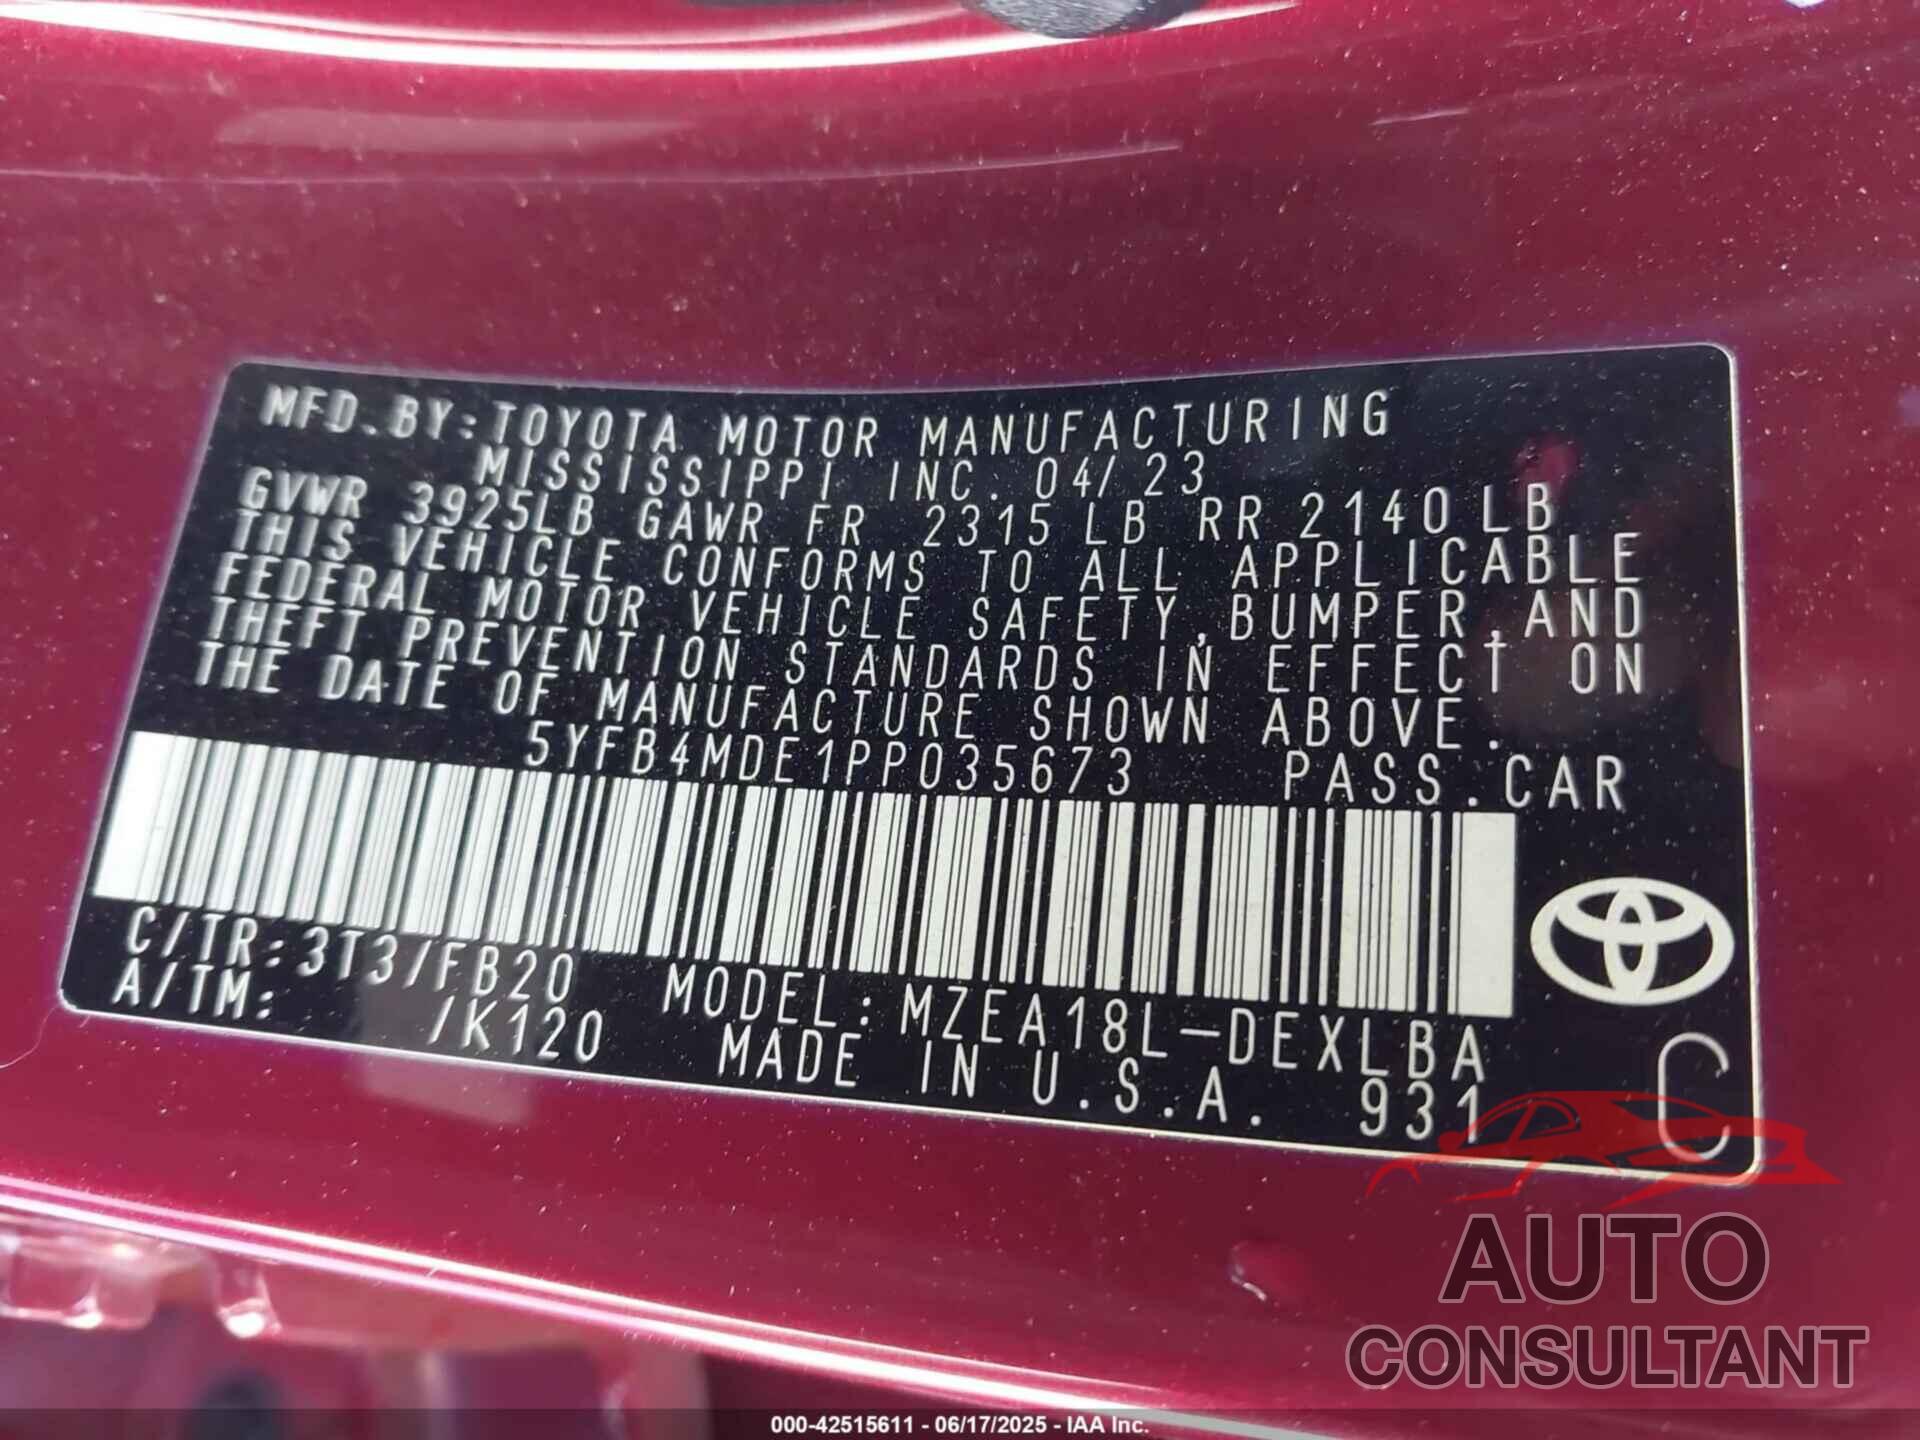 MFD.BY:TOYOTA MOTOR MANUFACTURING
MISSISSIPPI INC. 04/23
GVWR 3925LB GAWR FR 2315 LB RR 2140 LB
THIS VEHICLE CONFORMS TO ALL APPLICABLE
FEDERAL MOTOR VEHICLE SAFETY, BUMPER, AND
THEFT PREVENTION STANDARDS IN EFFECT ON
THE DATE OF MANUFACTURE SHOWN ABOVE.
5YFB4MDE1PP035673 PASS.CAR
C/TR:3T3/FB20 MODEL:MZEA18L-DEXLBA
A/TM: /K120 MADE IN U.S.A. 931
C
AUTO
CONSULTANT
000-42515611 - 06/17/2025 - IAA Inc.